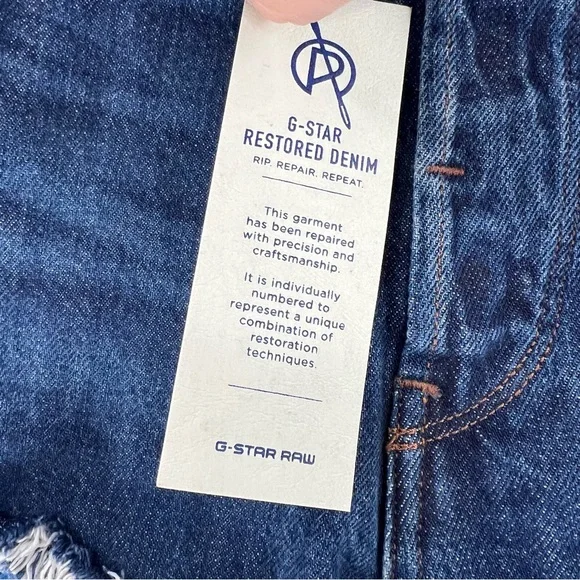 G-STAR
RESTORED DENIM
RIP. REPAIR. REPEAT.
This garment
has been repaired
with precision and
craftsmanship.
It is individually
numbered to
represent a unique
combination of
restoration
techniques.
G-STAR RAW